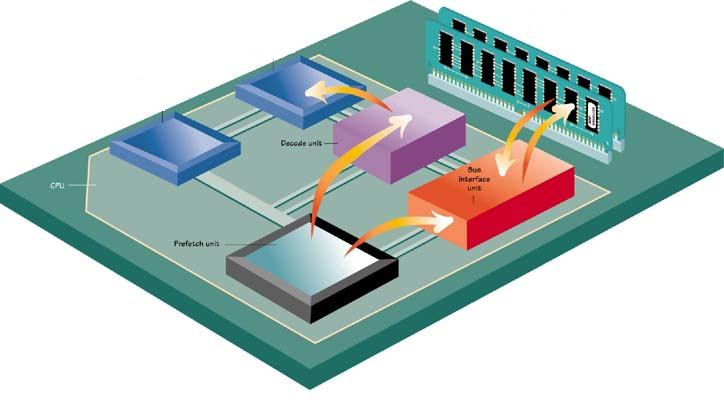 Decode unit
Bus
interface
unit
CPU
Prefetch unit